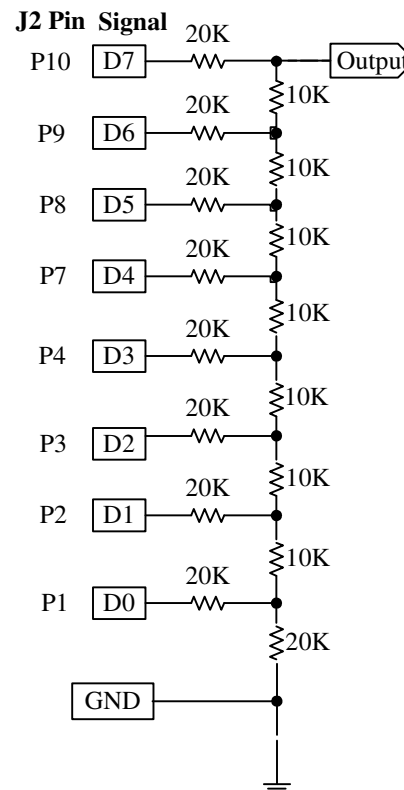 J2 Pin Signal
20K
P10 D7 Output
10K
20K
P9 D6
10K
20K
P8 D5
10K
20K
P7 D4
10K
20K
P4 D3
10K
20K
P3 D2
10K
20K
P2 D1
10K
20K
P1 D0
20K
GND